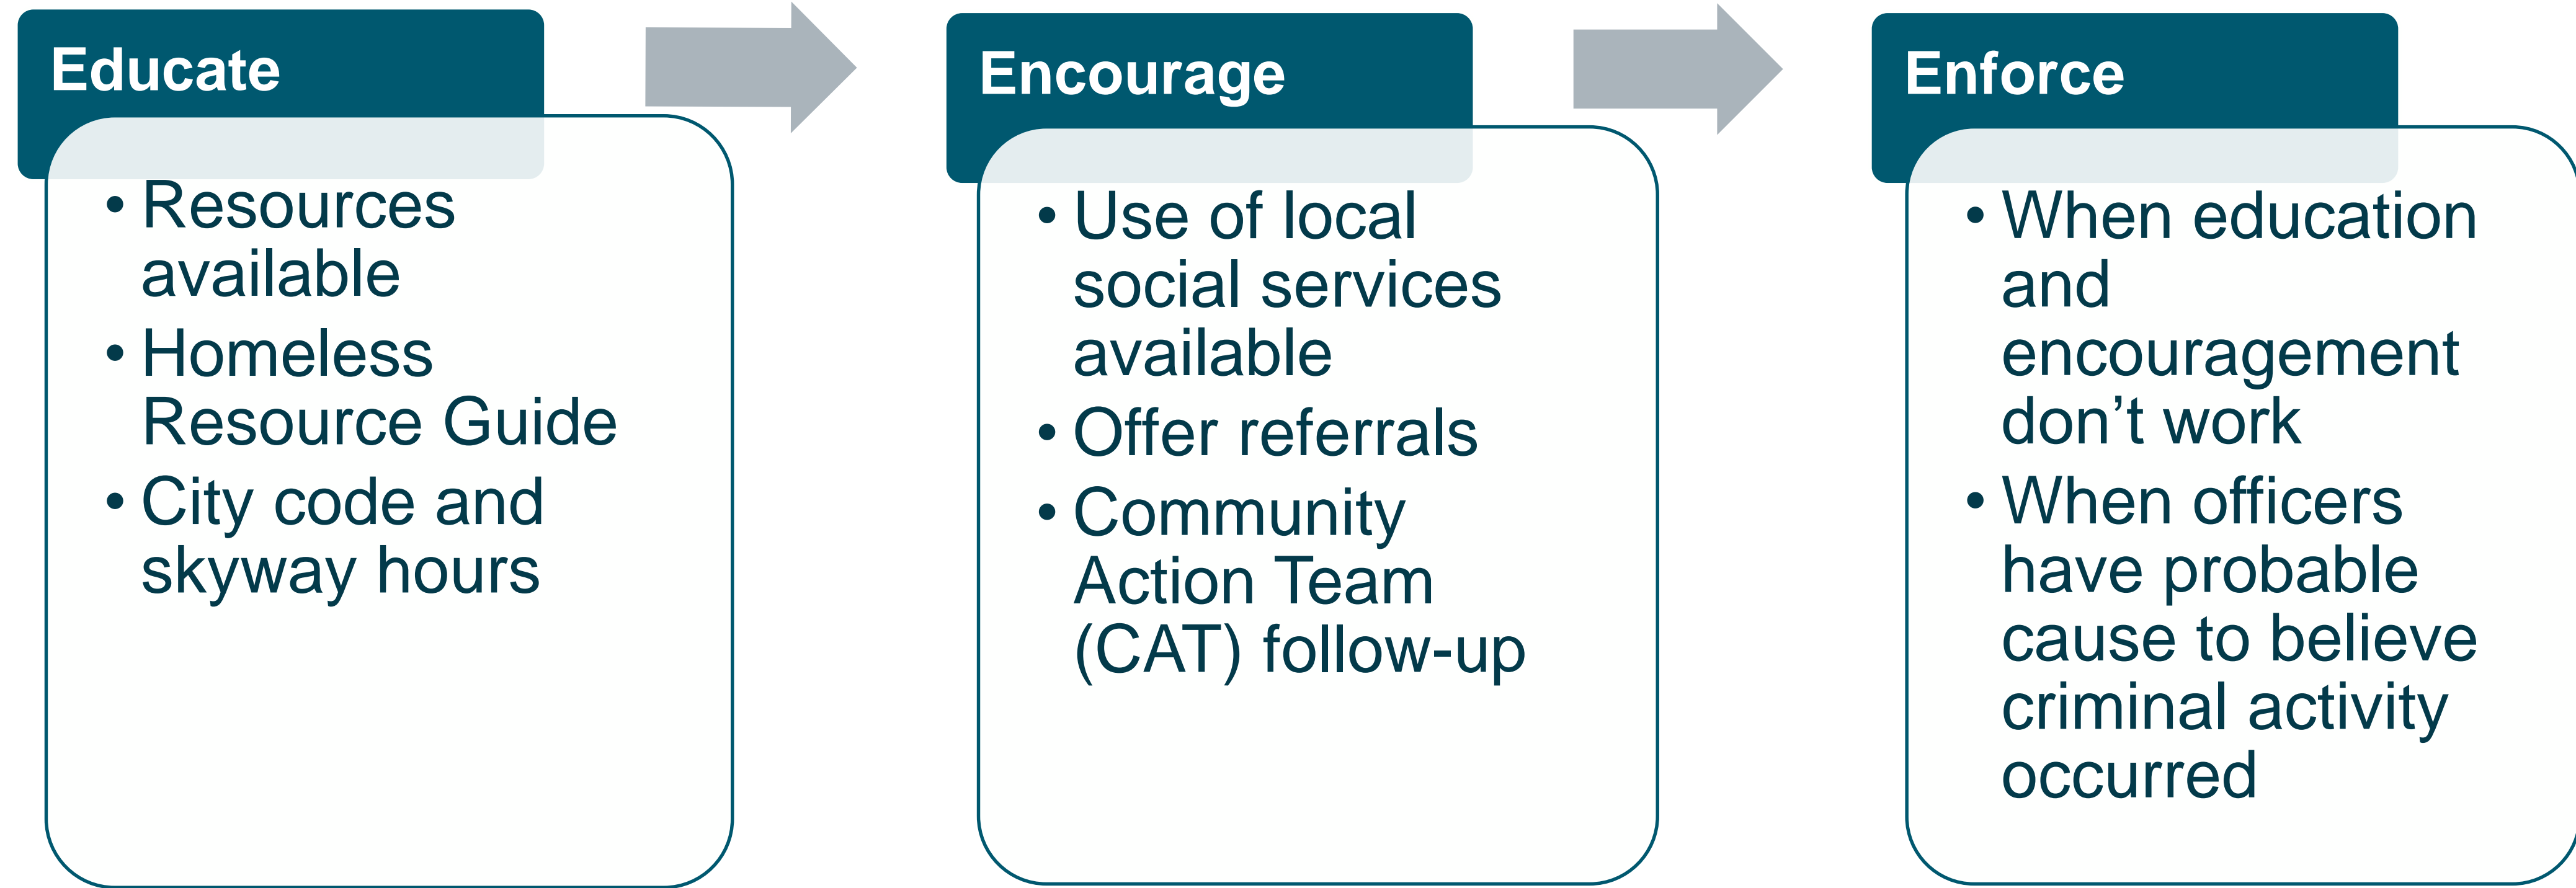 Educate
• Resources
available
• Homeless
Resource Guide
• City code and
skyway hours
Encourage
• Use of local
social services
available
• Offer referrals
• Community
Action Team
(CAT) follow-up
Enforce
• When education
and
encouragement
don’t work
• When officers
have probable
cause to believe
criminal activity
occurred